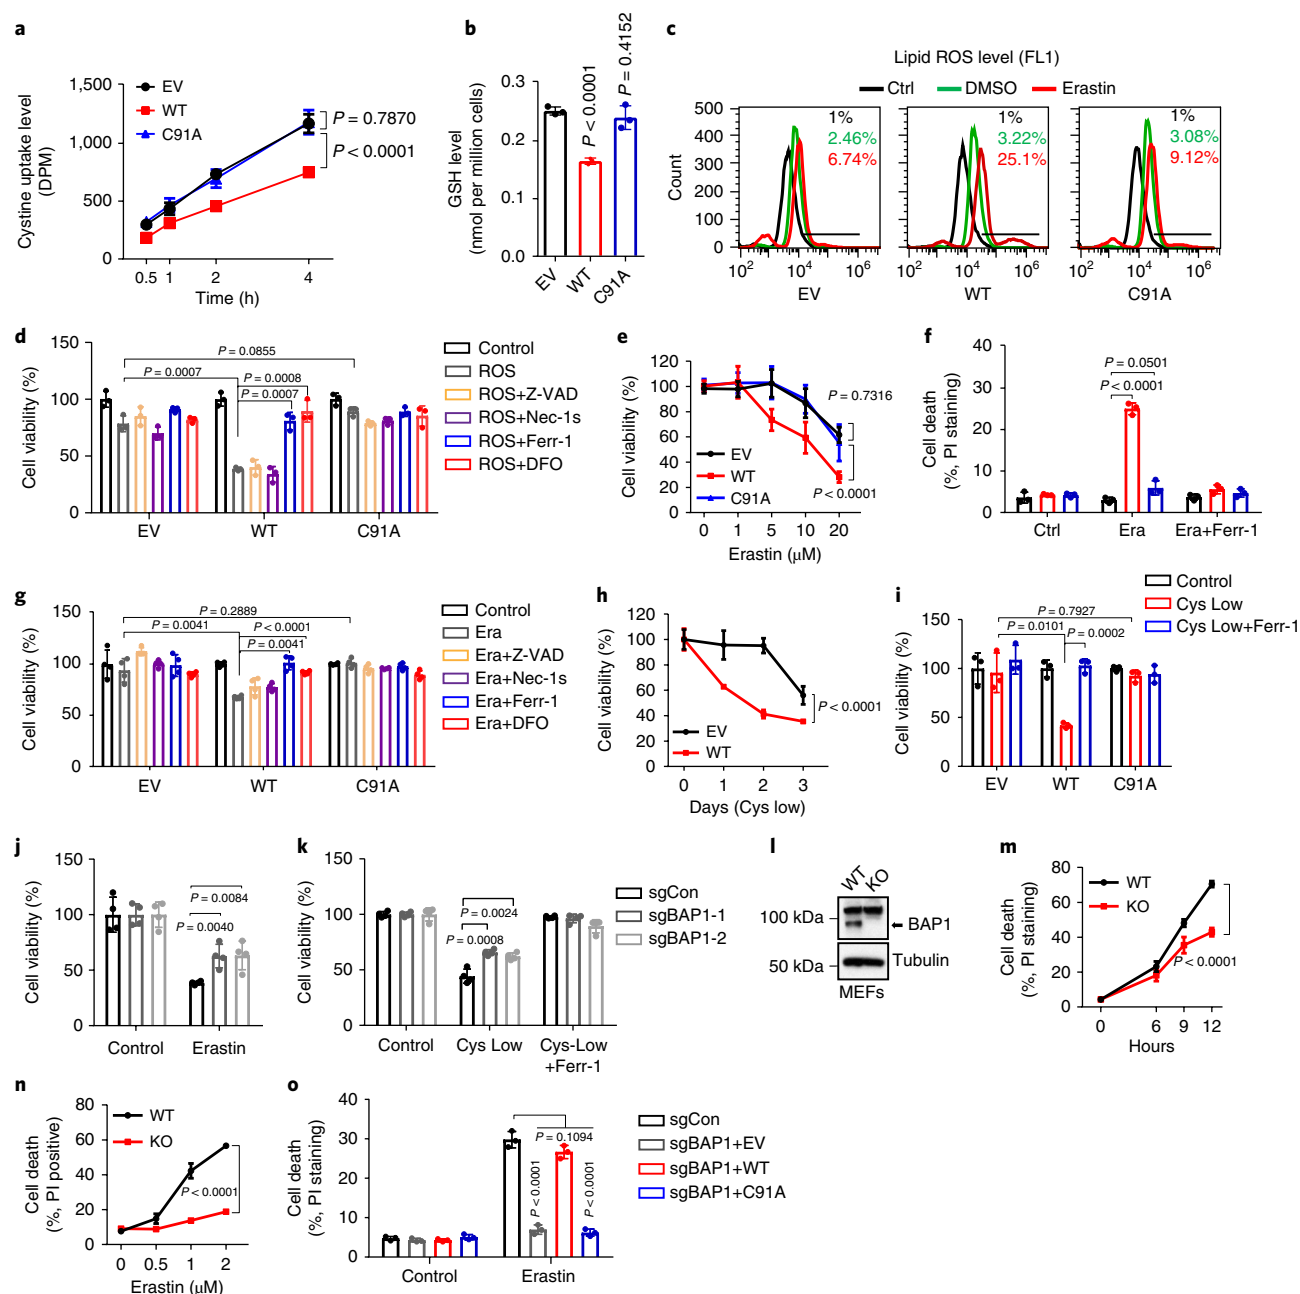 a
Cystine uptake level
(DPM)
1,500
1,000
500
0
EV
WT
C91A
P = 0.7870
P < 0.0001
0.5 1 2 4
Time (h)
b
GSH level
(nmol per million cells)
0.3
0.2
0.1
0.0
P < 0.0001
P = 0.4152
EV WT C91A
c
Lipid ROS level (FL1)
Ctrl DMSO Erastin
Count
500
400
300
200
100
0
1%
2.46%
6.74%
1%
3.22%
25.1%
1%
3.08%
9.12%
10² 10⁴ 10⁶ 10² 10⁴ 10⁶ 10² 10⁴ 10⁶
EV WT C91A
d
Cell viability (%)
150
100
50
0
P = 0.0855
P = 0.0007
P = 0.0008
P = 0.0007
EV WT C91A
Control
ROS
ROS+Z-VAD
ROS+Nec-1s
ROS+Ferr-1
ROS+DFO
e
Cell viability (%)
120
100
80
60
40
20
0
P = 0.7316
P < 0.0001
EV
WT
C91A
0 1 5 10 20
Erastin (μM)
f
Cell death
(%, PI staining)
40
30
20
10
0
P = 0.0501
P < 0.0001
Ctrl Era Era+Ferr-1
g
Cell viability (%)
150
100
50
0
P = 0.2889
P = 0.0041
P < 0.0001
P = 0.0041
EV WT C91A
Control
Era
Era+Z-VAD
Era+Nec-1s
Era+Ferr-1
Era+DFO
h
Cell viability (%)
120
100
80
60
40
20
0
P < 0.0001
EV
WT
0 1 2 3
Days (Cys low)
i
Cell viability (%)
150
100
50
0
Control
Cys Low
Cys Low+Ferr-1
P = 0.7927
P = 0.0101
P = 0.0002
EV WT C91A
j
Cell viability (%)
150
100
50
0
P = 0.0084
P = 0.0040
Control Erastin
k
Cell viability (%)
150
100
50
0
P = 0.0024
P = 0.0008
Control Cys Low Cys-Low
+Ferr-1
sgCon
sgBAP1-1
sgBAP1-2
l
WT KO
100 kDa
BAP1
50 kDa
Tubulin
MEFs
m
Cell death
(%, PI staining)
80
60
40
20
0
WT
KO
P < 0.0001
0 6 9 12
Hours
n
Cell death
(%, PI positive)
80
60
40
20
0
WT
KO
P < 0.0001
0 0.5 1 2
Erastin (μM)
o
Cell death
(%, PI staining)
40
30
20
10
0
P = 0.1094
P < 0.0001
P < 0.0001
Control Erastin
sgCon
sgBAP1+EV
sgBAP1+WT
sgBAP1+C91A